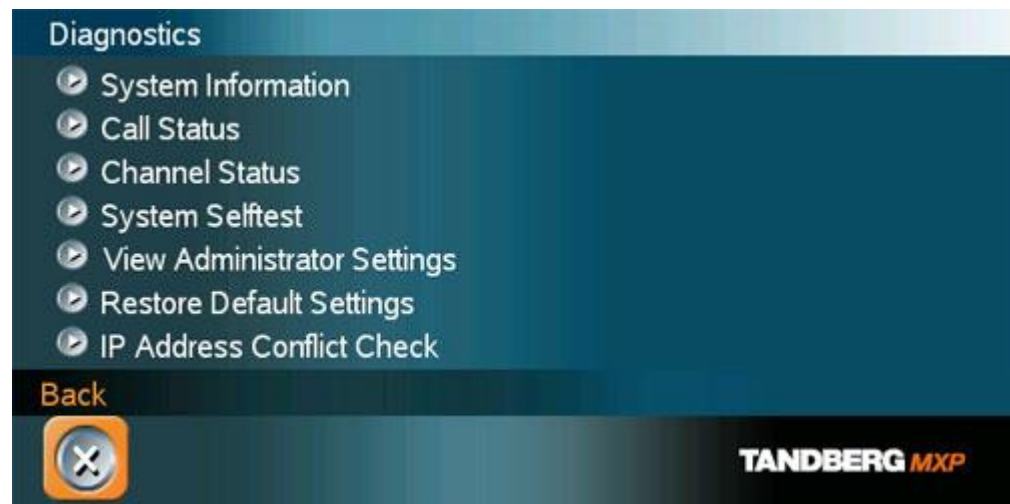 Diagnostics
System Information
Call Status
Channel Status
System Selftest
View Administrator Settings
Restore Default Settings
IP Address Conflict Check
Back
TANDBERG MXP